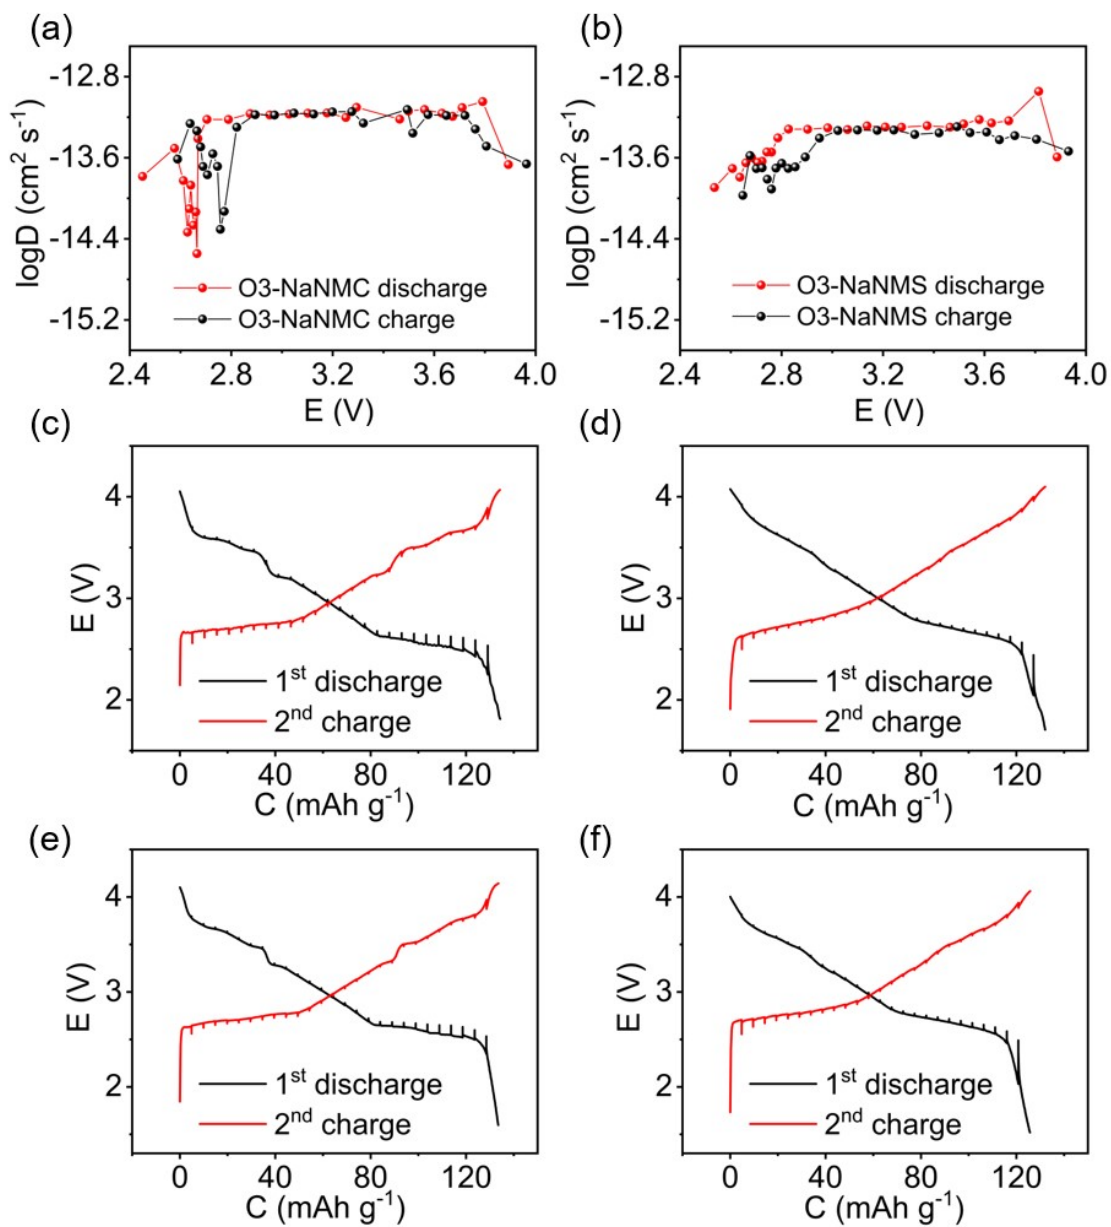 (a)
(b)
-12.8
-13.6
-14.4
-15.2
logD (cm² s⁻¹)
O3-NaNMC discharge
O3-NaNMC charge
2.4 2.8 3.2 3.6 4.0
E (V)
-12.8
-13.6
-14.4
-15.2
logD (cm² s⁻¹)
O3-NaNMS discharge
O3-NaNMS charge
2.4 2.8 3.2 3.6 4.0
E (V)
(c)
(d)
4
3
2
E (V)
1st discharge
2nd charge
0 40 80 120
C (mAh g⁻¹)
4
3
2
E (V)
1st discharge
2nd charge
0 40 80 120
C (mAh g⁻¹)
(e)
(f)
4
3
2
E (V)
1st discharge
2nd charge
0 40 80 120
C (mAh g⁻¹)
4
3
2
E (V)
1st discharge
2nd charge
0 40 80 120
C (mAh g⁻¹)